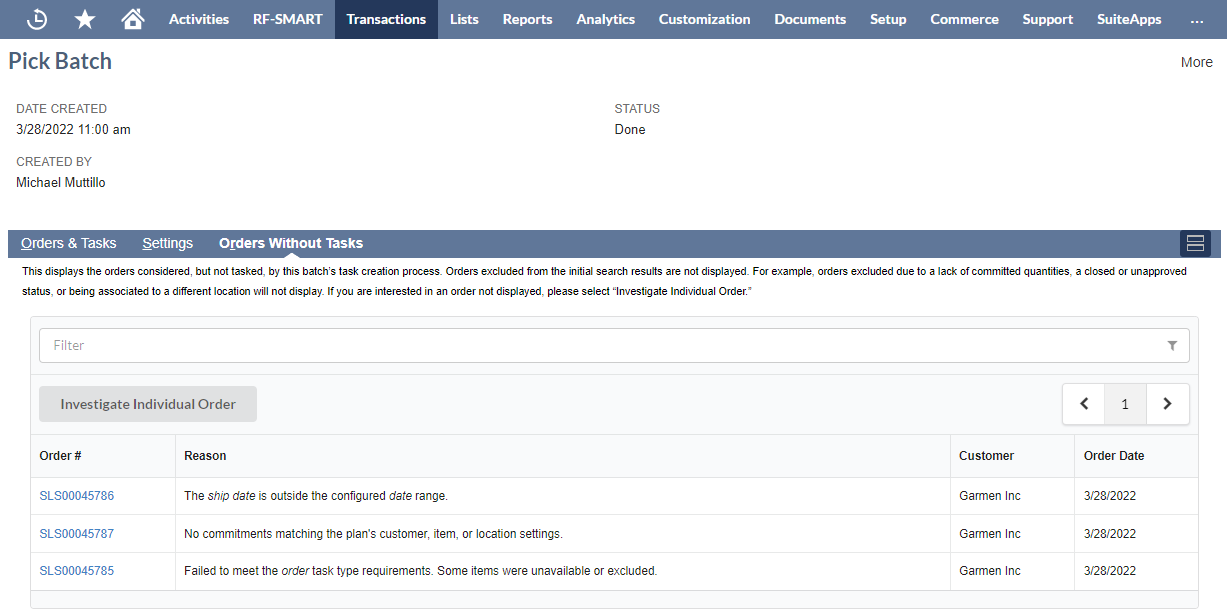 Activities RF-SMART Transactions Lists Reports Analytics Customization Documents Setup Commerce Support SuiteApps ...
Pick Batch
More
DATE CREATED
3/28/2022 11:00 am
STATUS
Done
CREATED BY
Michael Muttillo
Orders & Tasks Settings Orders Without Tasks
This displays the orders considered, but not tasked, by this batch's task creation process. Orders excluded from the initial search results are not displayed. For example, orders excluded due to a lack of committed quantities, a closed or unapproved
status, or being associated to a different location will not display. If you are interested in an order not displayed, please select “Investigate Individual Order.”
Filter
Investigate Individual Order
1
Order # Reason Customer Order Date
SLS00045786 The ship date is outside the configured date range. Garmen Inc 3/28/2022
SLS00045787 No commitments matching the plan's customer, item, or location settings. Garmen Inc 3/28/2022
SLS00045785 Failed to meet the order task type requirements. Some items were unavailable or excluded. Garmen Inc 3/28/2022